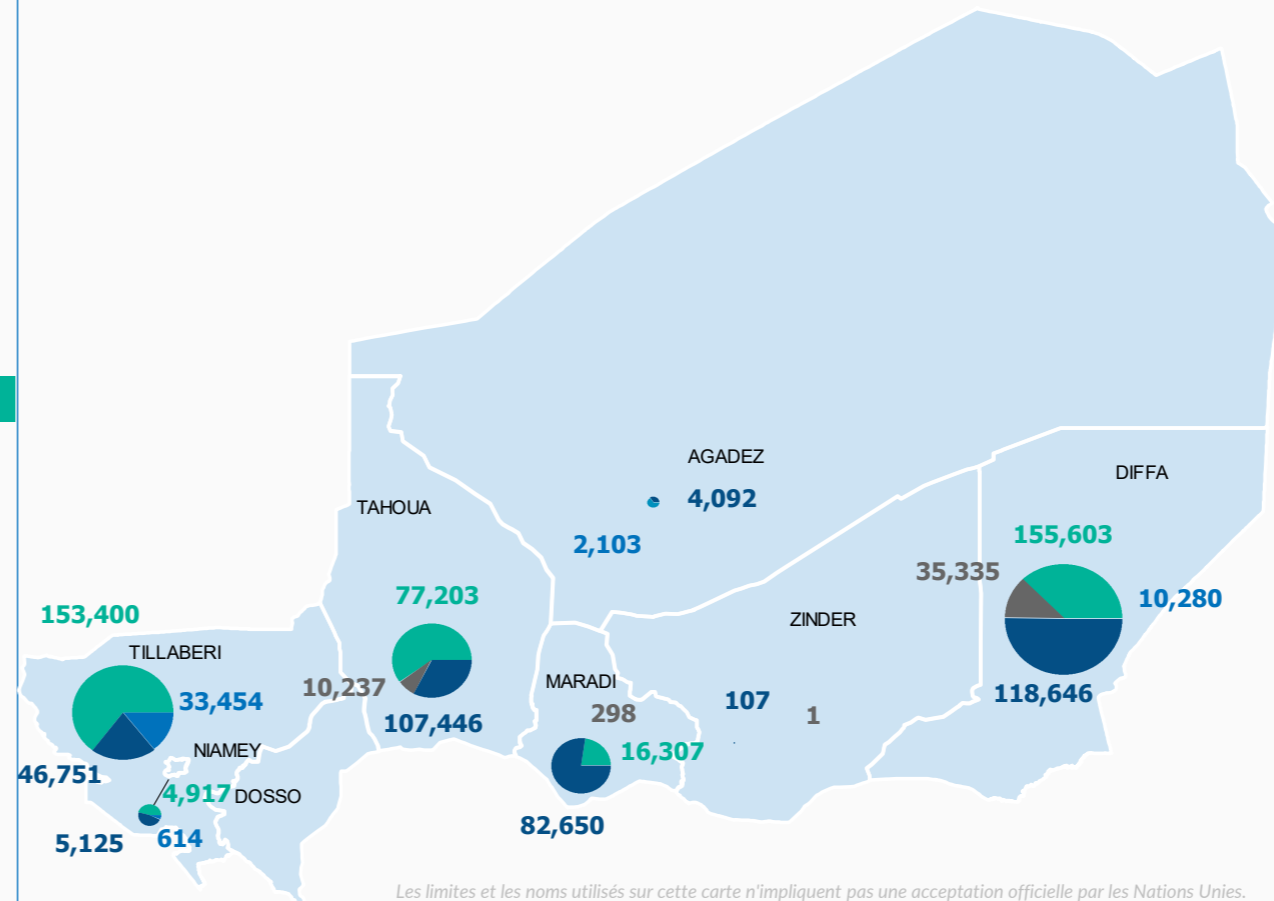 AGADEZ
4,092
2,103
DIFFA
155,603
35,335
10,280
118,646
TAHOUA
77,203
10,237
107,446
ZINDER
107
1
MARADI
298
16,307
82,650
153,400
TILLABERI
33,454
46,751
NIAMEY
4,917
DOSSO
5,125
614
Les limites et les noms utilisés sur cette carte n'impliquent pas une acceptation officielle par les Nations Unies.